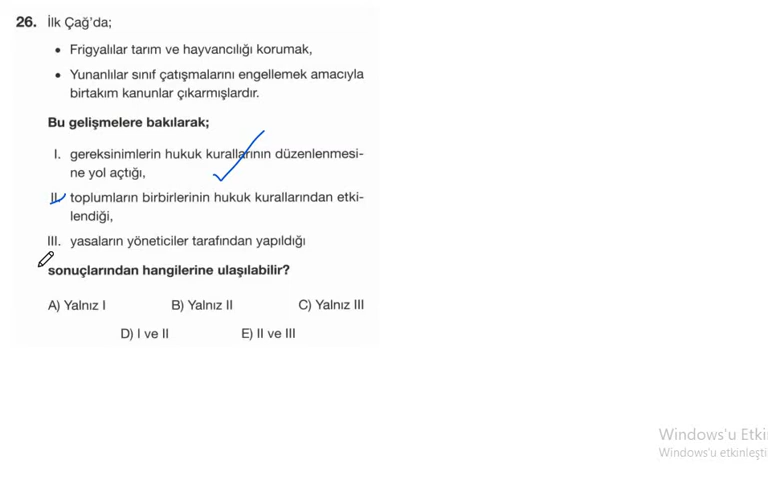 26. İlk Çağ'da;
• Frigyalılar tarım ve hayvancılığı korumak,
• Yunanlılar sınıf çatışmalarını engellemek amacıyla
birtakım kanunlar çıkarmışlardır.
Bu gelişmelere bakılarak;
I. gereksinimlerin hukuk kurallarının düzenlenmesi-
ne yol açtığı,
II. toplumların birbirlerinin hukuk kurallarından etki-
lendiği,
III. yasaların yöneticiler tarafından yapıldığı
sonuçlarından hangilerine ulaşılabilir?
A) Yalnız I B) Yalnız II C) Yalnız III
D) I ve II E) II ve III
Windows'u Etki
Windows'u etkinleşti